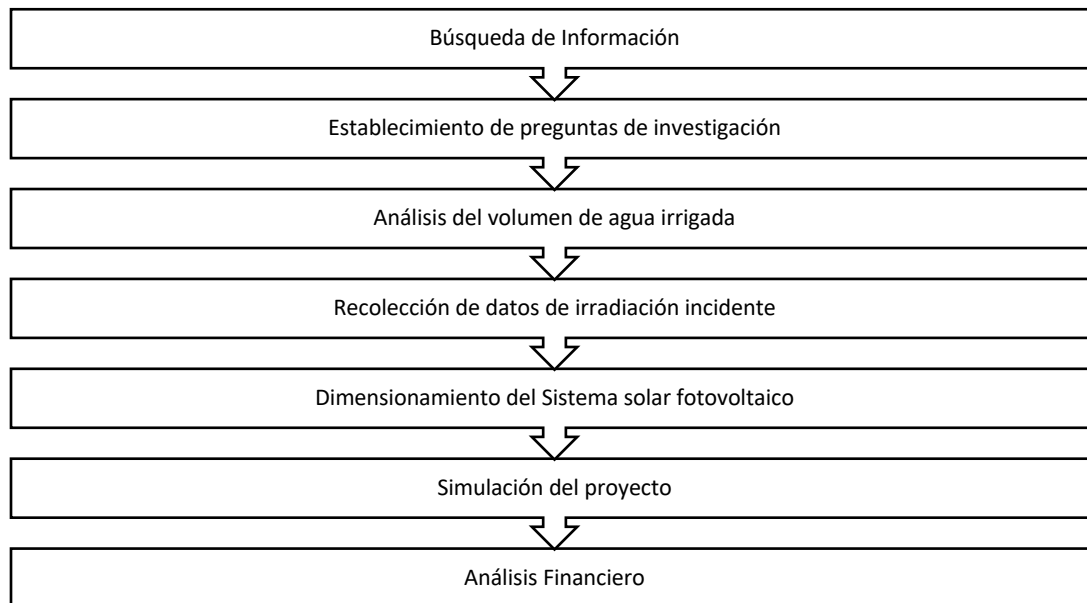 Búsqueda de Información
Establecimiento de preguntas de investigación
Análisis del volumen de agua irrigada
Recolección de datos de irradiación incidente
Dimensionamiento del Sistema solar fotovoltaico
Simulación del proyecto
Análisis Financiero